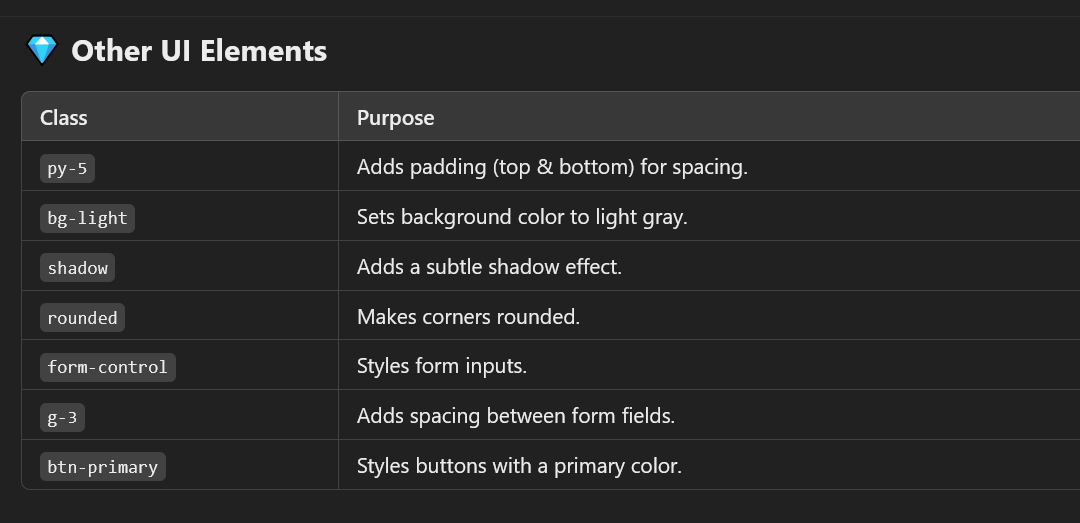 💎 Other UI Elements
Class Purpose
py-5 Adds padding (top & bottom) for spacing.
bg-light Sets background color to light gray.
shadow Adds a subtle shadow effect.
rounded Makes corners rounded.
form-control Styles form inputs.
g-3 Adds spacing between form fields.
btn-primary Styles buttons with a primary color.